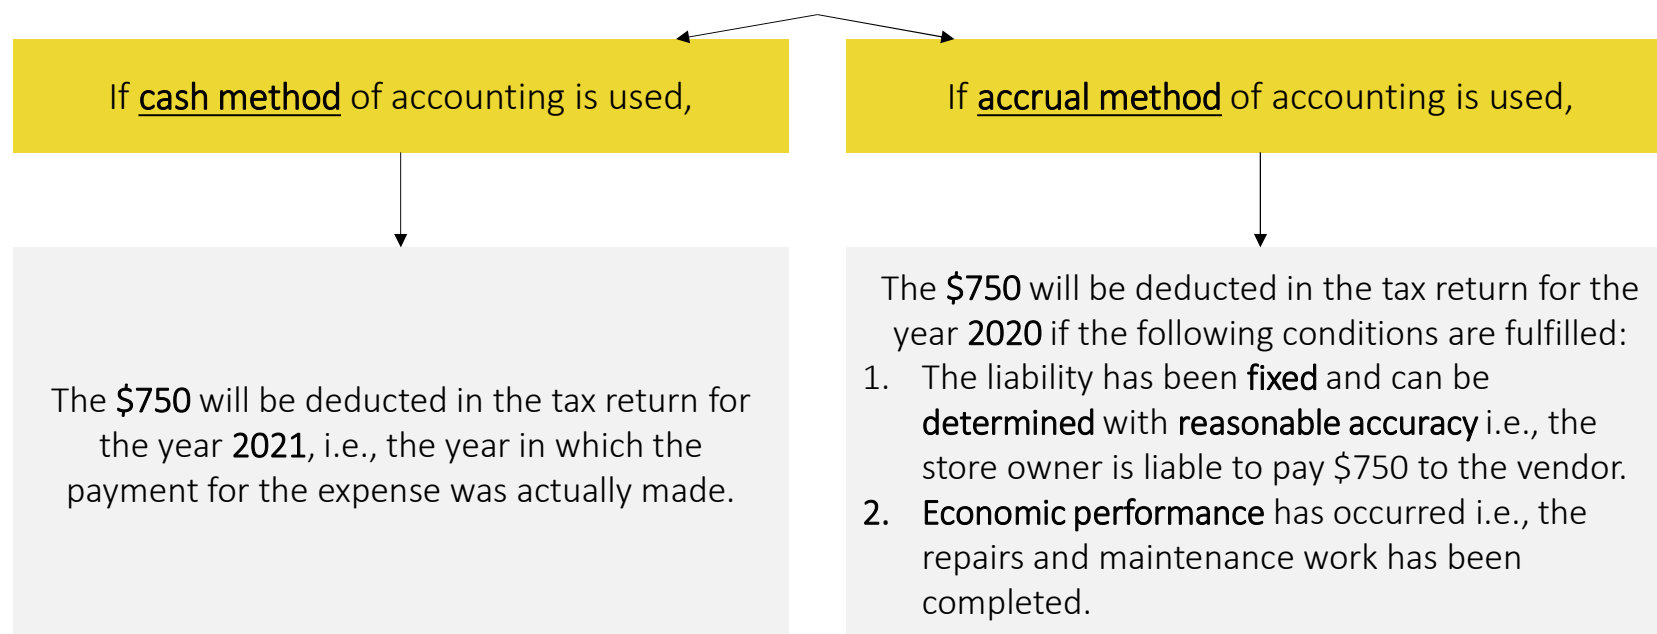 If cash method of accounting is used,
If accrual method of accounting is used,
The $750 will be deducted in the tax return for
the year 2021, i.e., the year in which the
payment for the expense was actually made.
The $750 will be deducted in the tax return for the
year 2020 if the following conditions are fulfilled:
1. The liability has been fixed and can be
determined with reasonable accuracy i.e., the
store owner is liable to pay $750 to the vendor.
2. Economic performance has occurred i.e., the
repairs and maintenance work has been
completed.